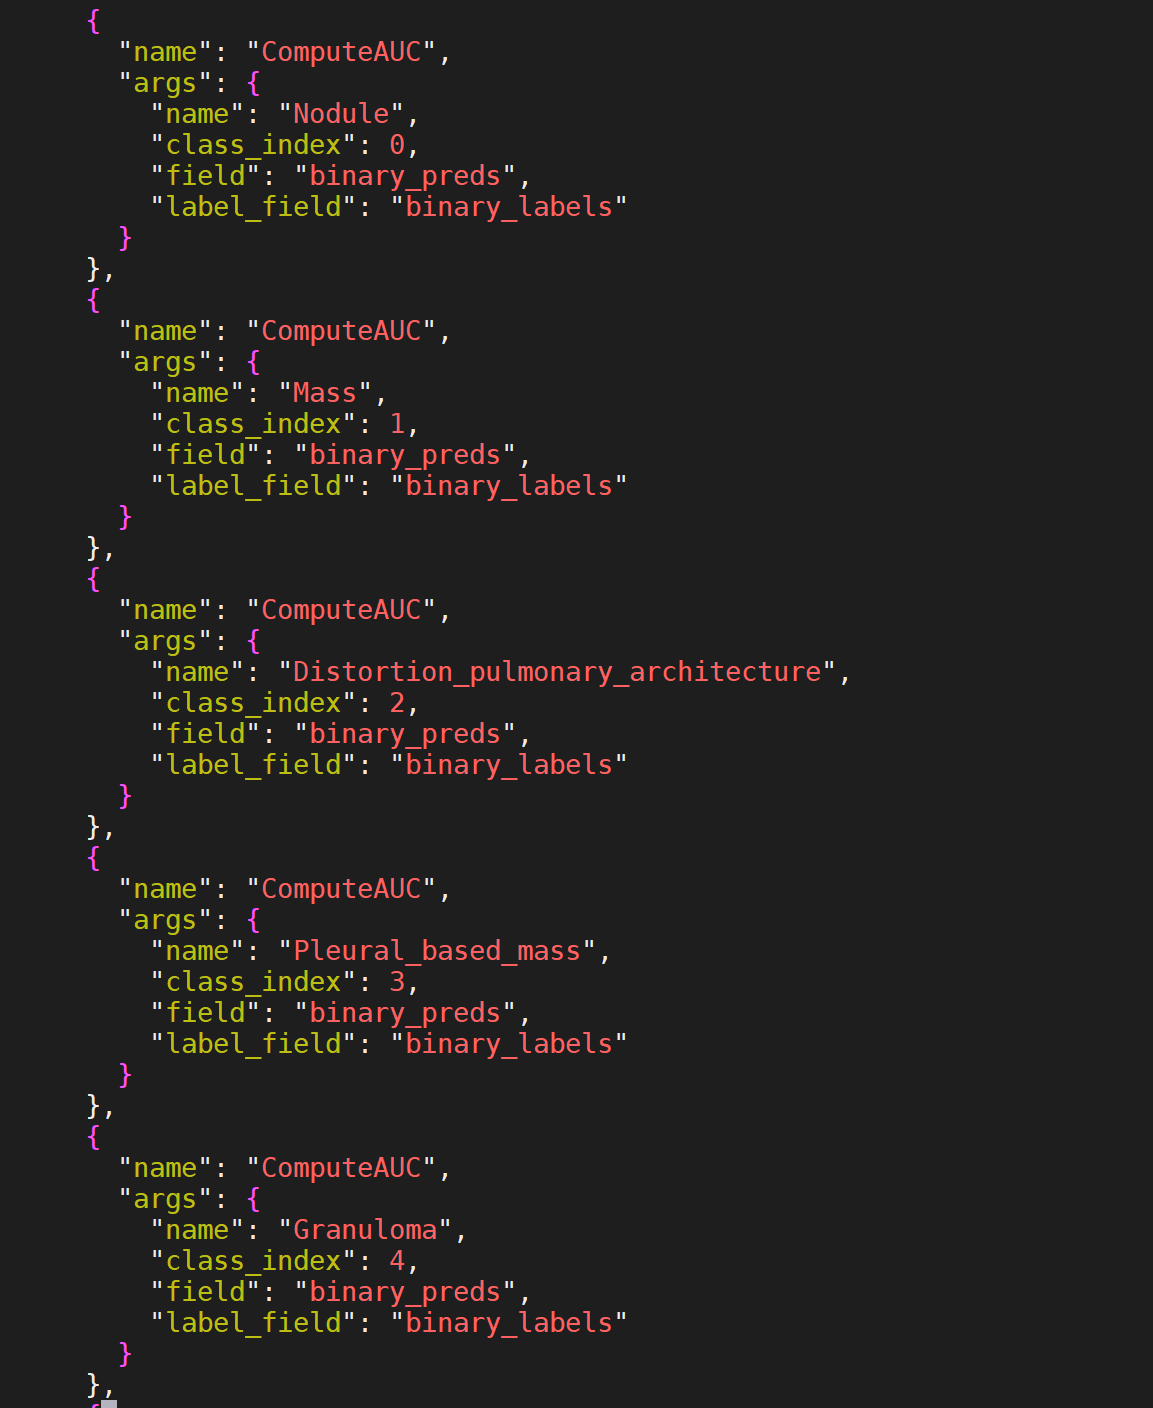 {
"name": "ComputeAUC",
"args": {
"name": "Nodule",
"class_index": 0,
"field": "binary_preds",
"label_field": "binary_labels"
}
},
{
"name": "ComputeAUC",
"args": {
"name": "Mass",
"class_index": 1,
"field": "binary_preds",
"label_field": "binary_labels"
}
},
{
"name": "ComputeAUC",
"args": {
"name": "Distortion_pulmonary_architecture",
"class_index": 2,
"field": "binary_preds",
"label_field": "binary_labels"
}
},
{
"name": "ComputeAUC",
"args": {
"name": "Pleural_based_mass",
"class_index": 3,
"field": "binary_preds",
"label_field": "binary_labels"
}
},
{
"name": "ComputeAUC",
"args": {
"name": "Granuloma",
"class_index": 4,
"field": "binary_preds",
"label_field": "binary_labels"
}
},
{